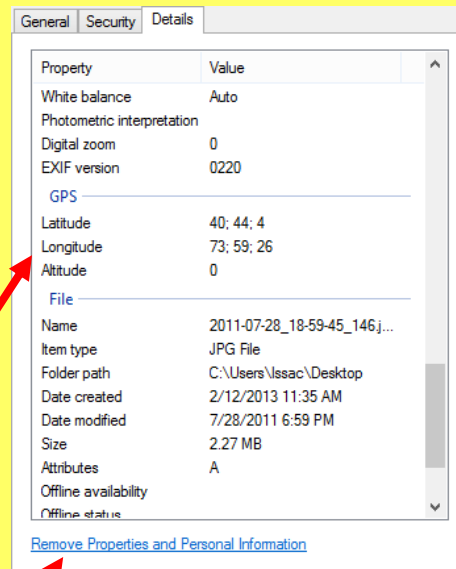 General Security Details
Property Value
White balance Auto
Photometric interpretation
Digital zoom 0
EXIF version 0220
GPS
Latitude 40; 44; 4
Longitude 73; 59; 26
Altitude 0
File
Name 2011-07-28_18-59-45_146.j...
Item type JPG File
Folder path C:\Users\Issac\Desktop
Date created 2/12/2013 11:35 AM
Date modified 7/28/2011 6:59 PM
Size 2.27 MB
Attributes A
Offline availability
Offline status
Remove Properties and Personal Information